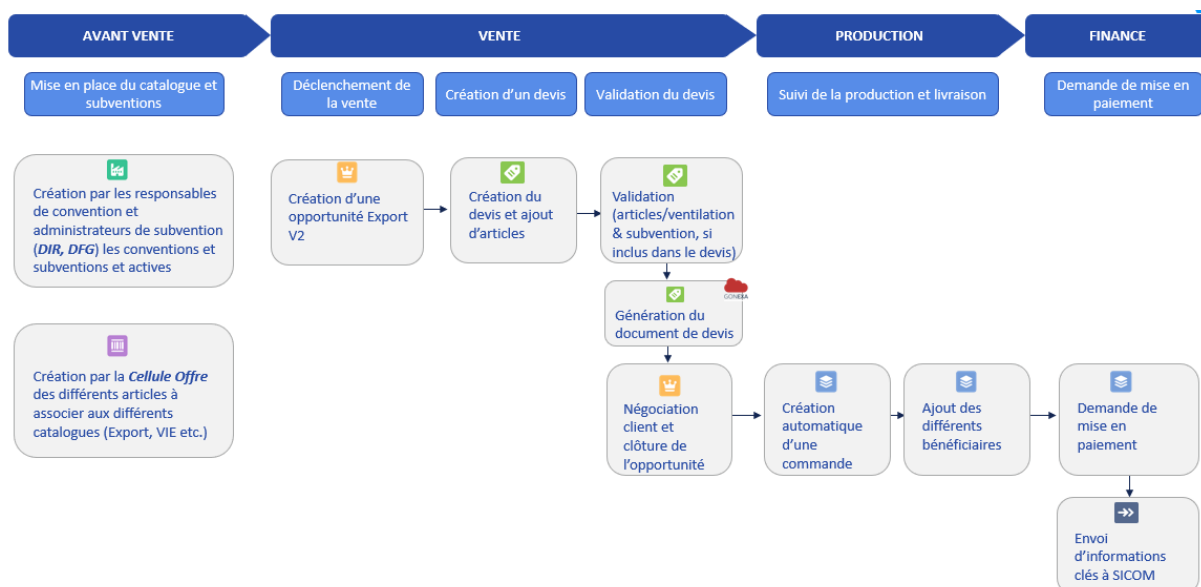 AVANT VENTE
VENTE
PRODUCTION
FINANCE
Mise en place du catalogue et
subventions
Déclenchement de
la vente
Création d'un devis
Validation du devis
Suivi de la production et livraison
Demande de mise en
paiement
Création par les responsables
de convention et
administrateurs de subvention
(DIR, DFG) les conventions et
subventions et actives
Création d'une
opportunité Export
V2
Création du
devis et ajout
d'articles
Validation
(articles/ventilation
& subvention, si
inclus dans le devis)
GONEXA
Génération du
document de devis
Création par la Cellule Offre
des différents articles à
associer aux différents
catalogues (Export, VIE etc.)
Négociation
client et
clôture de
l'opportunité
Création
automatique
d'une
commande
Ajout des
différents
bénéficiaires
Demande de
mise en
paiement
Envoi
d'informations
clés à SICOM